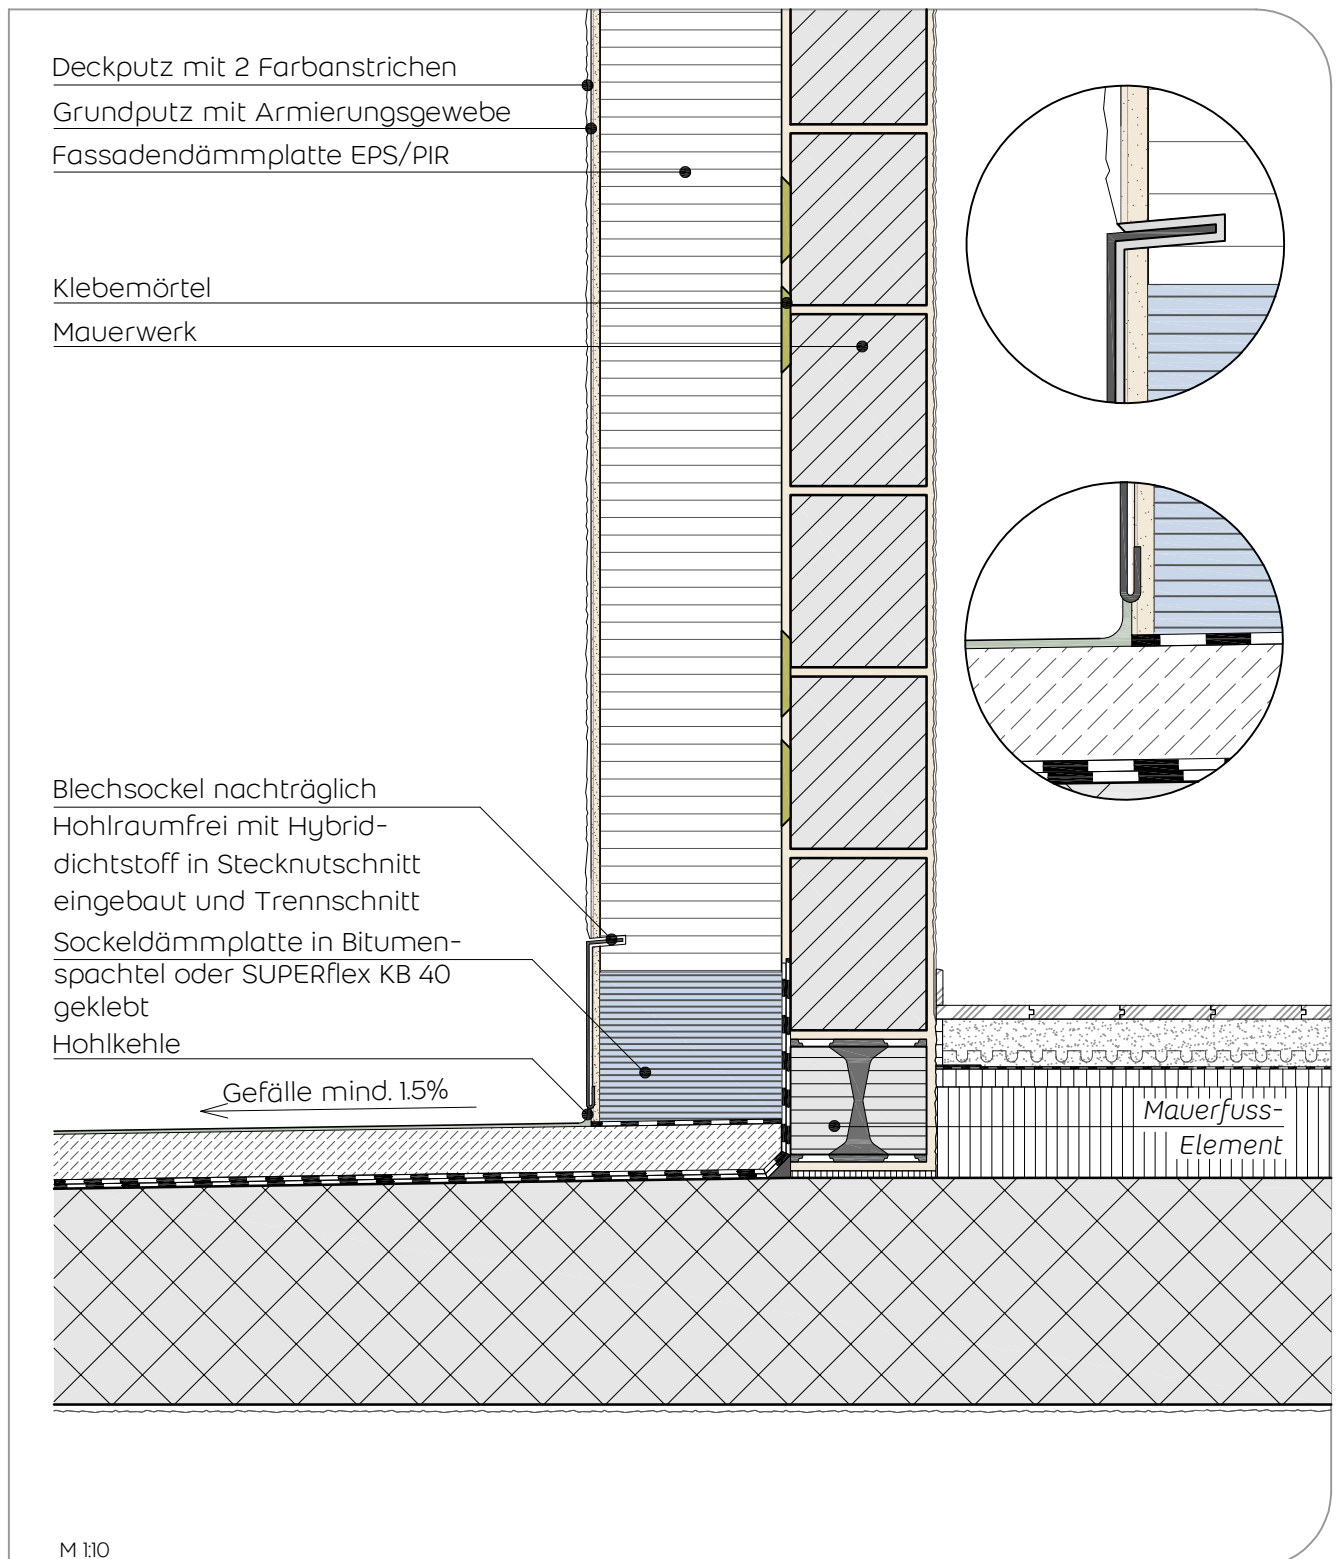 Deckputz mit 2 Farbanstrichen
Grundputz mit Armierungsgewebe
Fassadendämmplatte EPS/PIR
Klebemörtel
Mauerwerk
Blechsockel nachträglich
Hohlraumfrei mit Hybrid-
dichtstoff in Stecknutschnitt
eingebaut und Trennschnitt
Sockeldämmplatte in Bitumen-
spachtel oder SUPERflex KB 40
geklebt
Hohlkehle
Gefälle mind. 1.5%
Mauerfuss-
Element
M 1:10